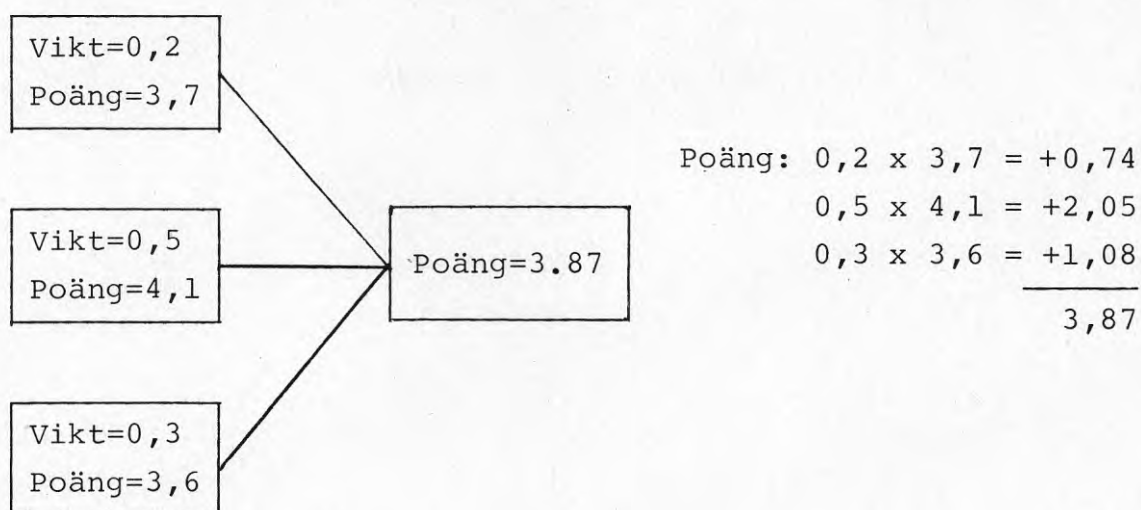 Vikt=0,2
Poäng=3,7
Vikt=0,5
Poäng=4,1
Vikt=0,3
Poäng=3,6
Poäng=3.87
Poäng: 0,2 x 3,7 = +0,74
0,5 x 4,1 = +2,05
0,3 x 3,6 = +1,08
3,87